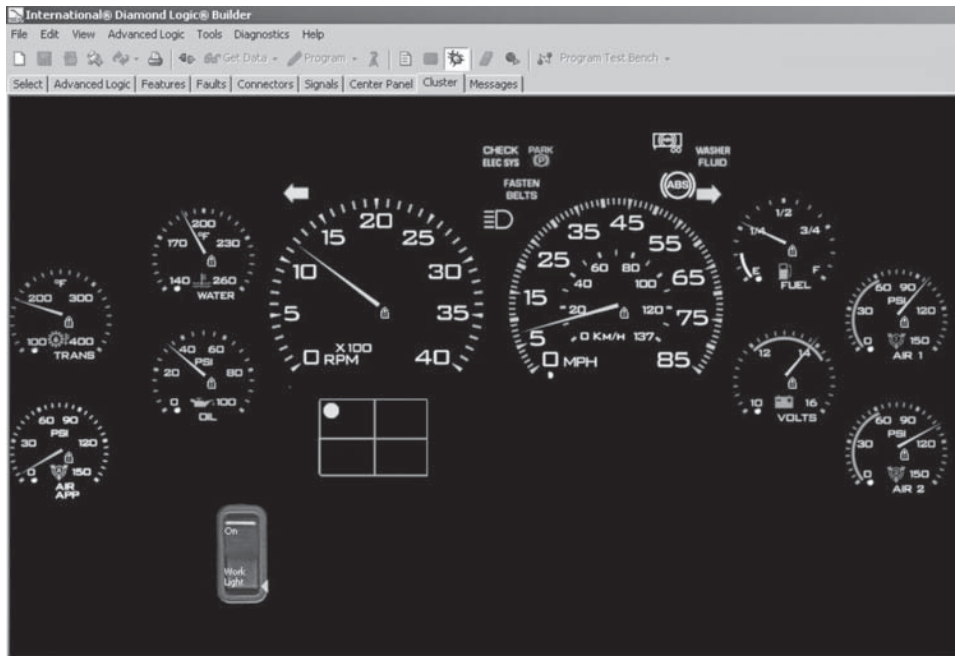 International® Diamond Logic® Builder
File Edit View Advanced Logic Tools Diagnostics Help
Get Data Program Program Test Bench
Select Advanced Logic Features Faults Connectors Signals Center Panel Cluster Messages
CHECK
ELEC SYS
PARK
P
WASHER
FLUID
FASTEN
BELTS
ABS
°F
100 200 300 400
TRANS
°F
140 170 200 230 260
WATER
PSI
0 20 40 60 80 100
OIL
PSI
0 30 60 90 120 150
AIR
APP
0 5 10 15 20 25 30 35 40
X100
RPM
0 5 15 25 35 45 55 65 75 85
MPH
20 40 60 80 100 120
0 KM/H 137
E 1/4 1/2 3/4 F
FUEL
10 12 14 16
VOLTS
PSI
0 30 60 90 120 150
AIR 1
PSI
0 30 60 90 120 150
AIR 2
On
Work
Light